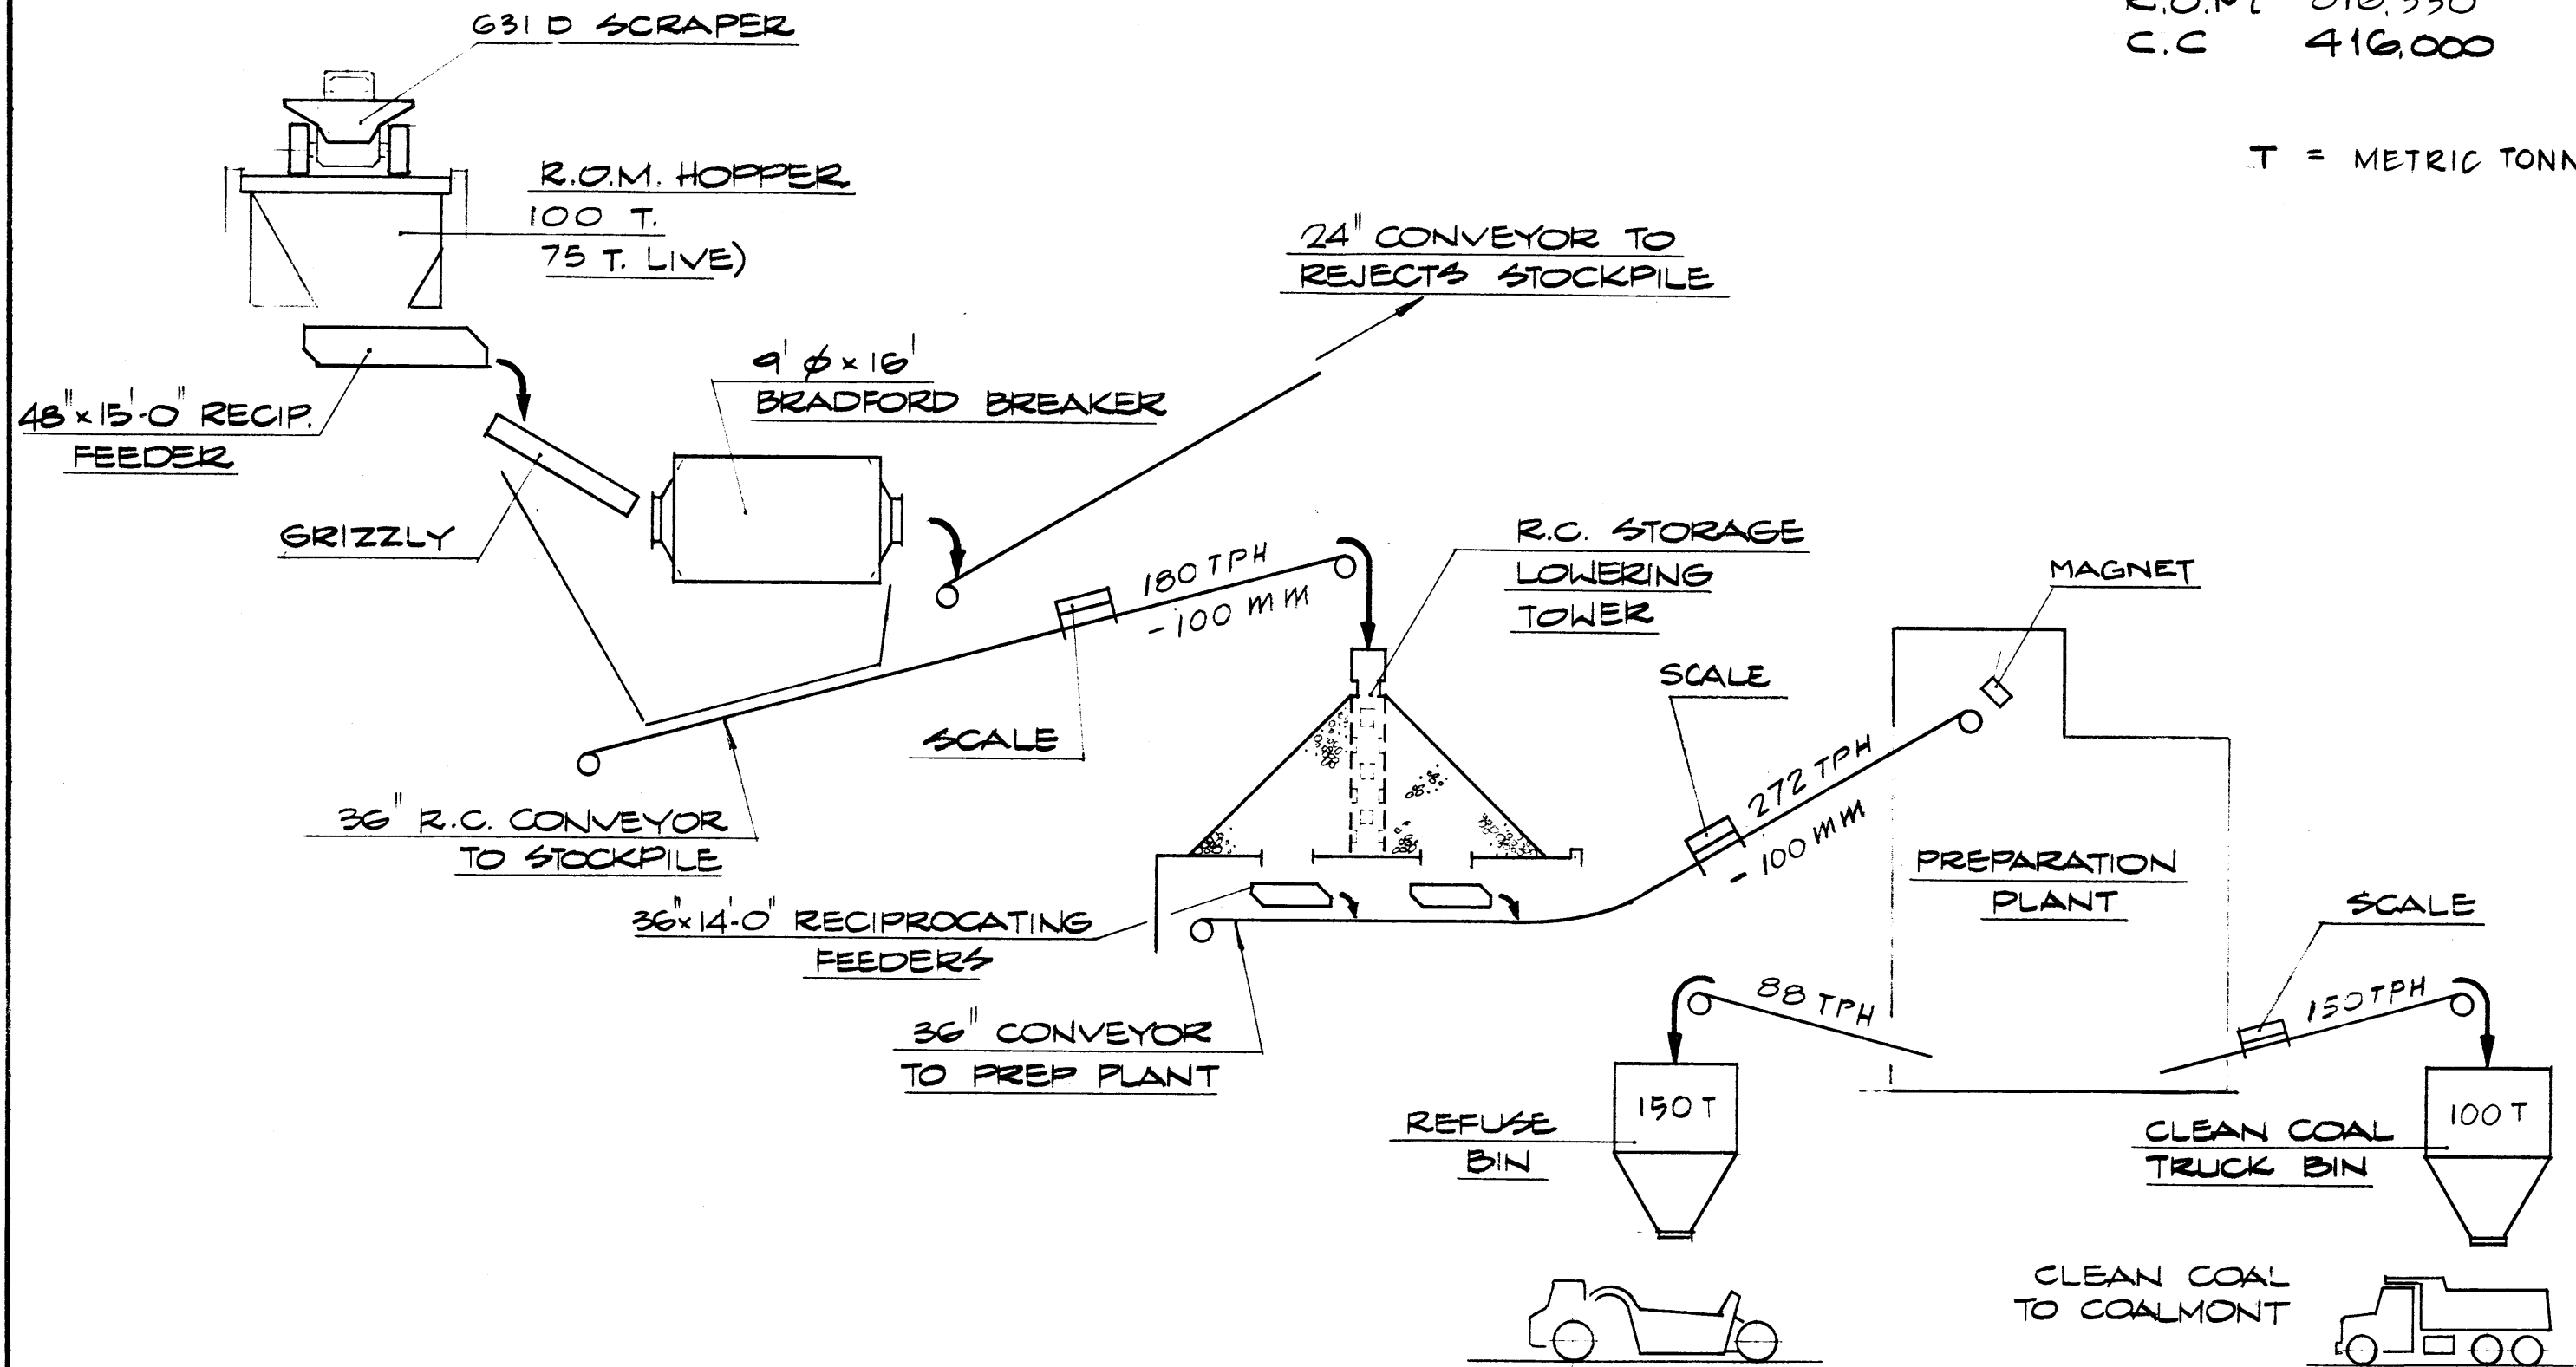 631 D SCRAPER
C.C 416,000
T = METRIC
R.O.M. HOPPER
100 T.
75 T. LIVE)
24" CONVEYOR TO
REJECTS STOCKPILE
9' ϕ x 16'
BRADFORD BREAKER
48" x 15'-0" RECIP.
FEEDER
GRIZZLY
180 TPH
-100 mm
R.C. STORAGE
LOWERING
TOWER
MAGNET
SCALE
SCALE
272 TPH
-100 mm
36" R.C. CONVEYOR
TO STOCKPILE
PREPARATION
PLANT
SCALE
36" x 14'-0" RECIPROCATING
FEEDERS
88 TPH
150 TPH
36" CONVEYOR
TO PREP PLANT
150 T
100 T
REFUSE
BIN
CLEAN COAL
TRUCK BIN
CLEAN COAL
TO COALMONT